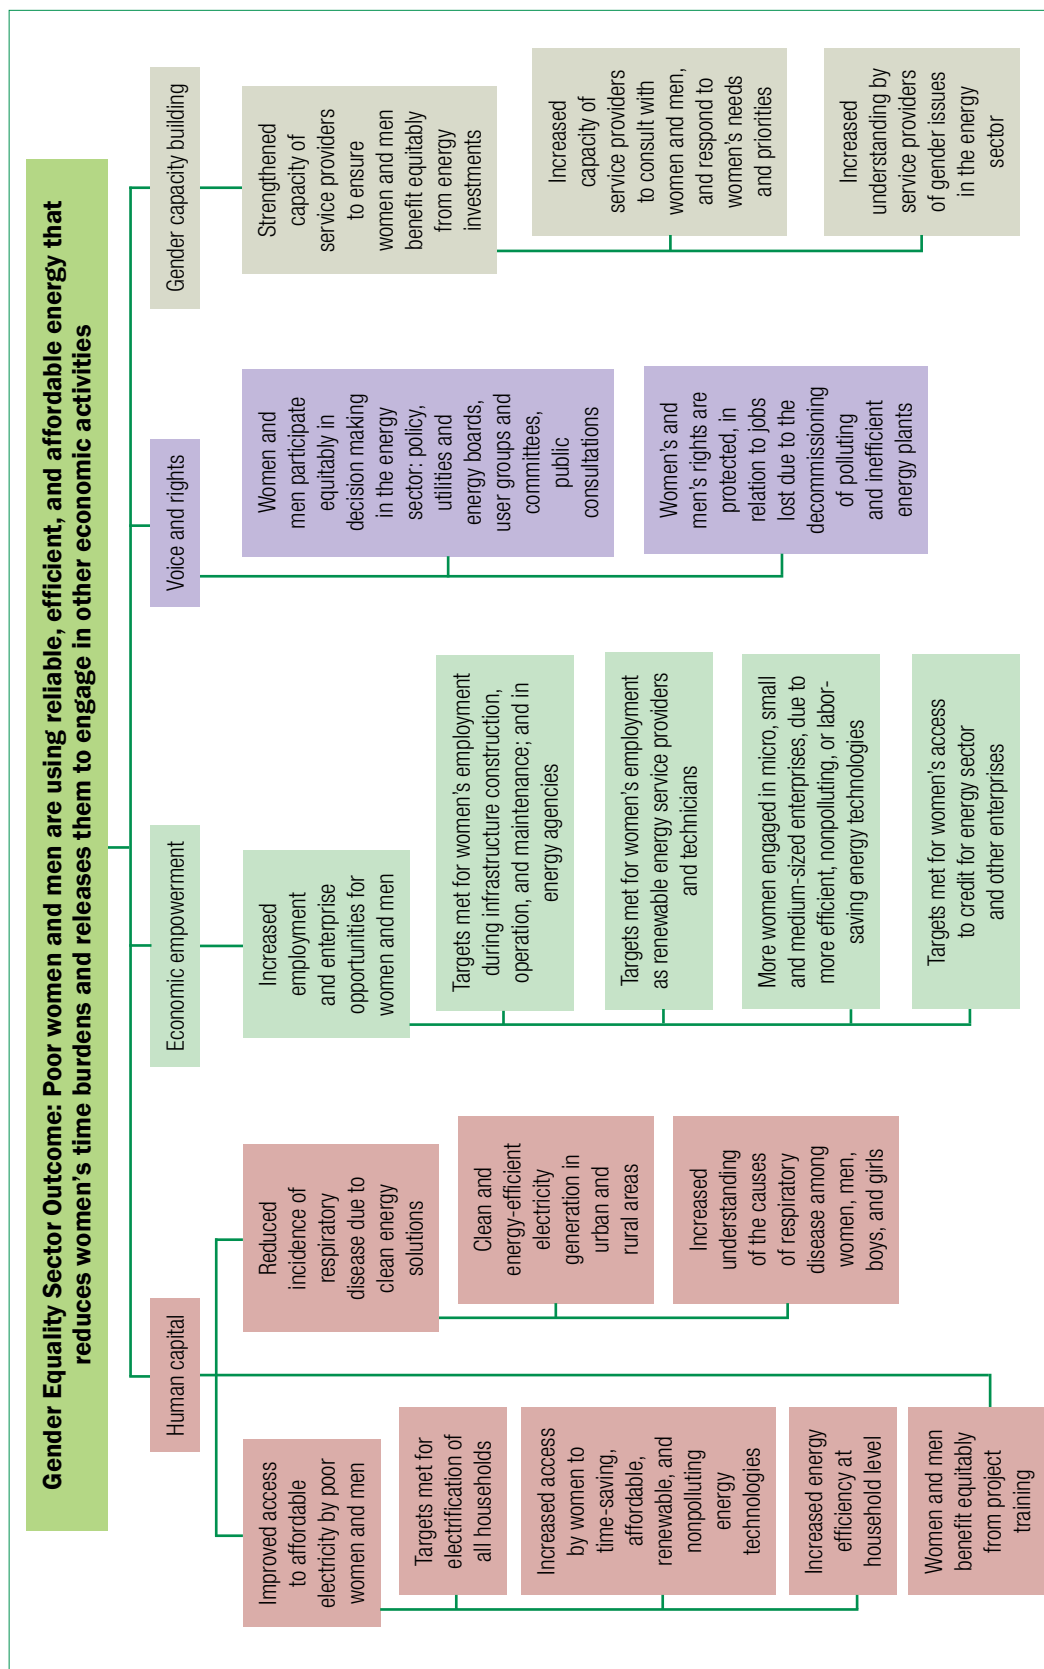 Gender Equality Sector Outcome: Poor women and men are using reliable, efficient, and affordable energy that
reduces women’s time burdens and releases them to engage in other economic activities
Human capital
Improved access
to affordable
electricity by poor
women and men
Targets met for
electrification of
all households
Increased access
by women to
time-saving,
affordable,
renewable, and
nonpolluting
energy
technologies
Increased energy
efficiency at
household level
Women and men
benefit equitably
from project
training
Reduced
incidence of
respiratory
disease due to
clean energy
solutions
Clean and
energy-efficient
electricity
generation in
urban and
rural areas
Increased
understanding
of the causes
of respiratory
disease among
women, men,
boys, and girls
Economic empowerment
Increased
employment
and enterprise
opportunities for
women and men
Targets met for women’s employment
during infrastructure construction,
operation, and maintenance; and in
energy agencies
Targets met for women’s employment
as renewable energy service providers
and technicians
More women engaged in micro, small
and medium-sized enterprises, due to
more efficient, nonpolluting, or labor-
saving energy technologies
Targets met for women’s access
to credit for energy sector
and other enterprises
Voice and rights
Women and
men participate
equitably in
decision making
in the energy
sector: policy,
utilities and
energy boards,
user groups and
committees,
public
consultations
Women’s and
men’s rights are
protected, in
relation to jobs
lost due to the
decommissioning
of polluting
and inefficient
energy plants
Gender capacity building
Strengthened
capacity of
service providers
to ensure
women and men
benefit equitably
from energy
investments
Increased
capacity of
service providers
to consult with
women and men,
and respond to
women’s needs
and priorities
Increased
understanding by
service providers
of gender issues
in the energy
sector